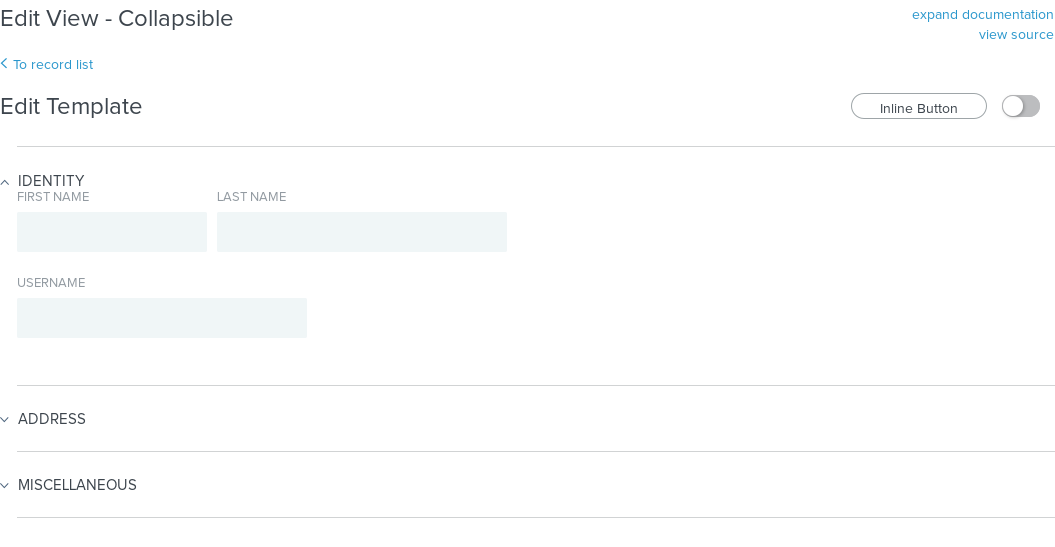 Edit View - Collapsible
expand documentation
view source
To record list
Edit Template
Inline Button
IDENTITY
FIRST NAME LAST NAME
USERNAME
ADDRESS
MISCELLANEOUS